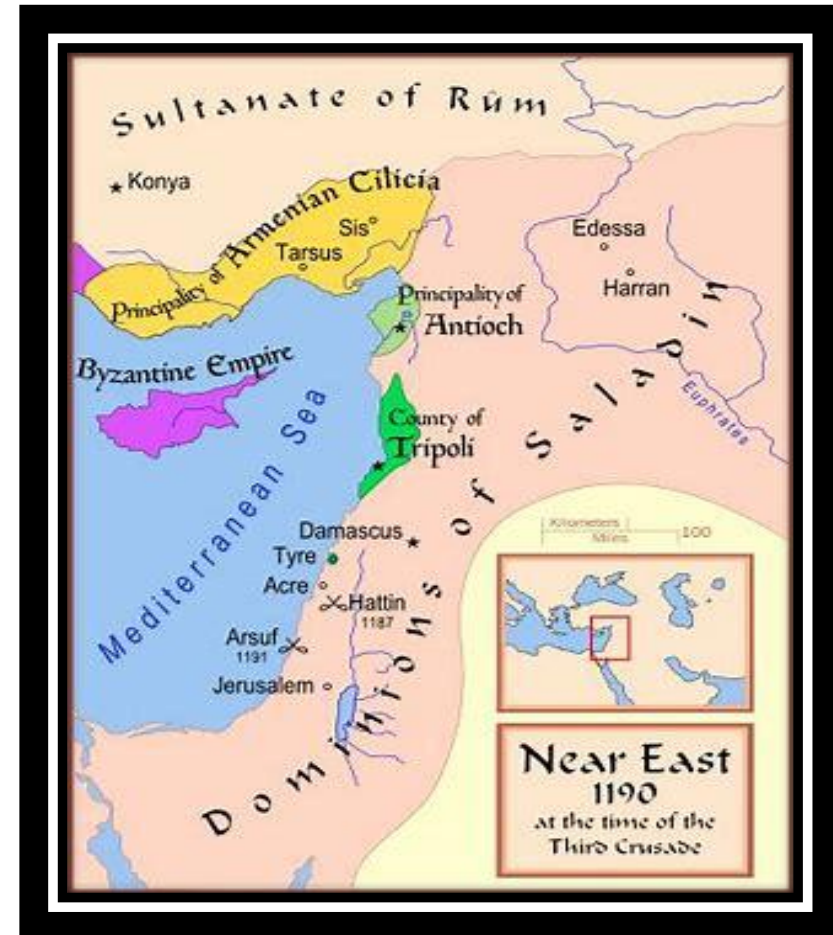 Sultanate of Rûm
Konya
Principality of Armenian Cilicia
Sis
Tarsus
Edessa
Harran
Principality of
Antioch
Byzantine Empire
County of
Tripoli
Mediterranean Sea
Dominions of Saladin
Euphrates
Kilometers
Miles
100
Damascus
Tyre
Acre
Hattin
1187
Arsuf
1191
Jerusalem
Near East
1190
at the time of the
Third Crusade